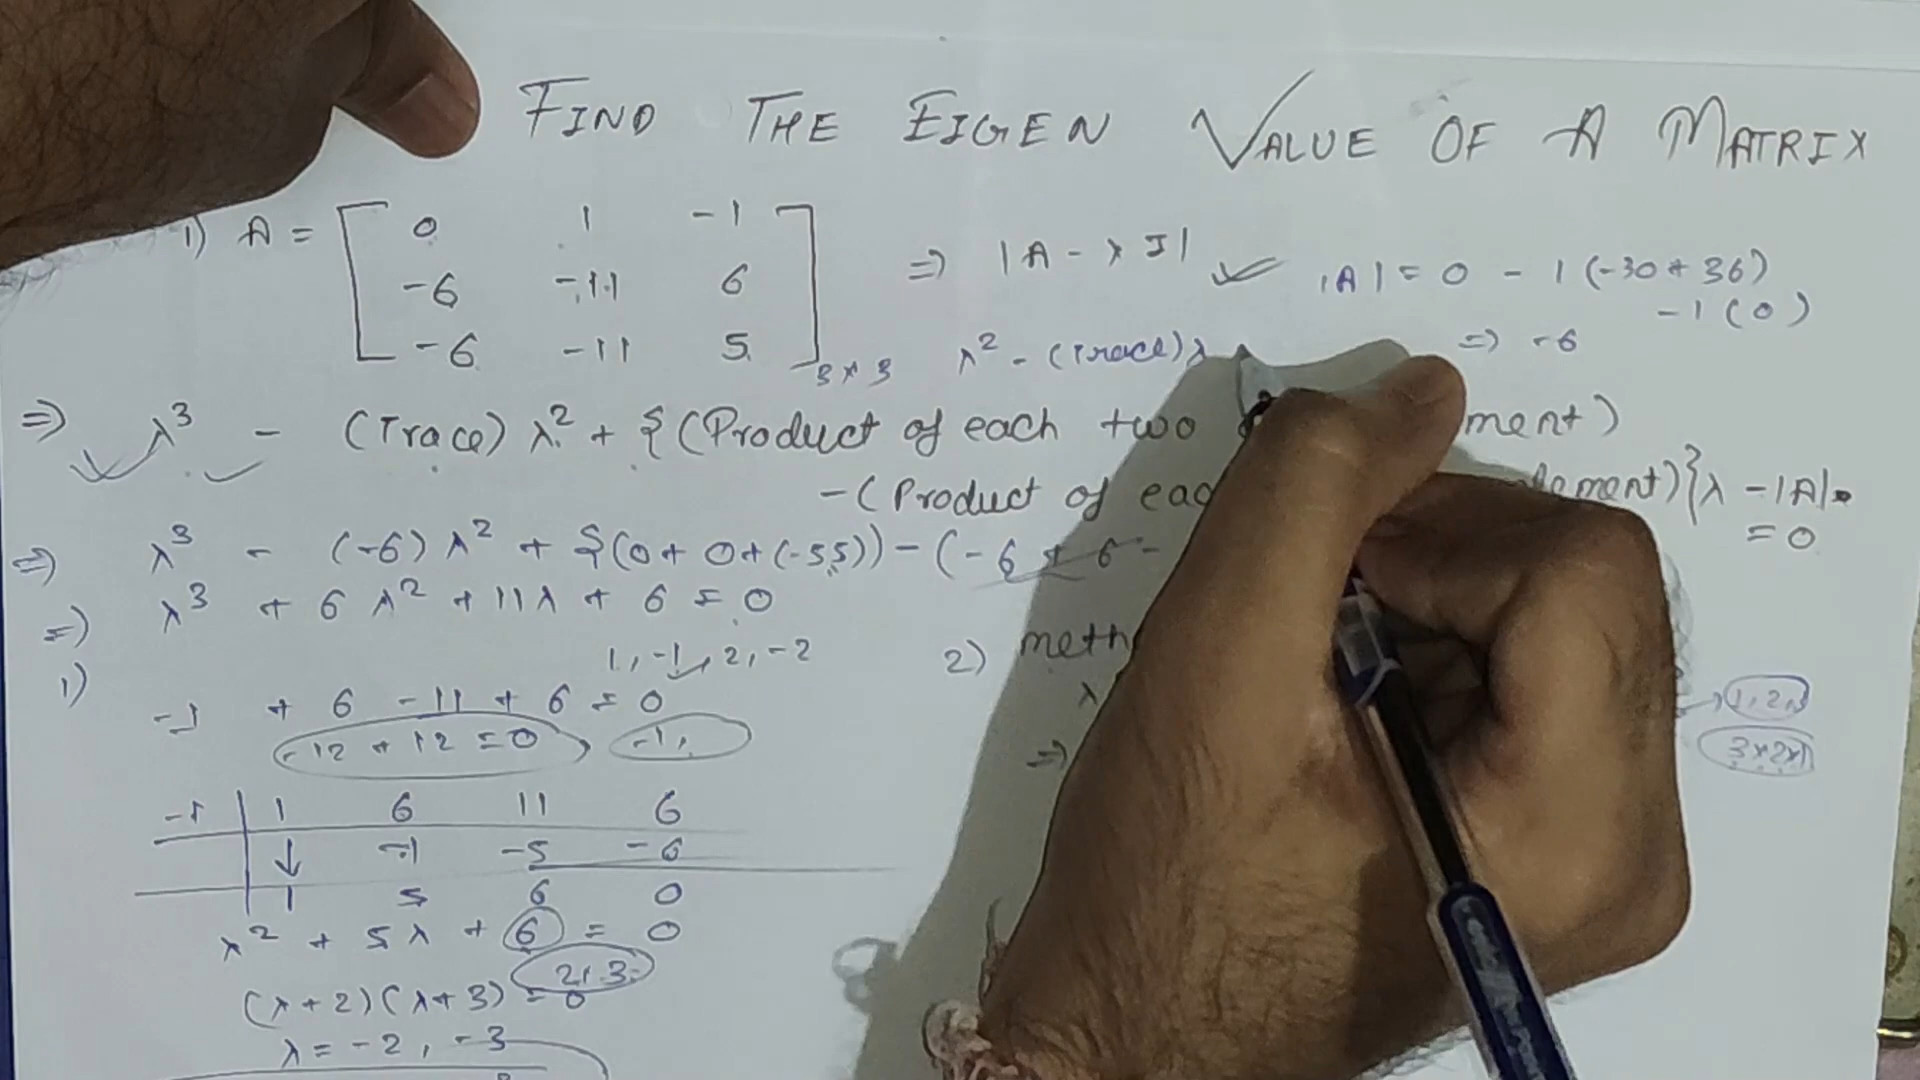 FIND THE EIGEN VALUE OF A MATRIX
1) A = [ 0 1 -1
-6 -11 6
-6 -11 5 ]3×3
=) |A - λI|
|A| = 0 - 1(-30+36)
-1(0)
=) -6
λ² - (Trace)λ
=) λ³ - (Trace) λ² + {(Product of each two ment)
-(Product of lement)}λ - |A|
= 0
=) λ³ - (-6) λ² + {(0+0+(-55)) - (-6+6-
=) λ³ + 6λ² + 11λ + 6 = 0
1, -1, 2, -2
1) -1 + 6 - 11 + 6 = 0
-12 + 12 = 0, -1,
-1 | 1 6 11 6
↓ -1 -5 -6
1 5 6 0
λ² + 5λ + 6 = 0
2, 3
(λ+2)(λ+3) = 0
λ = -2, -3
2) meth
λ
=)
1, 2, 3
3×2×1